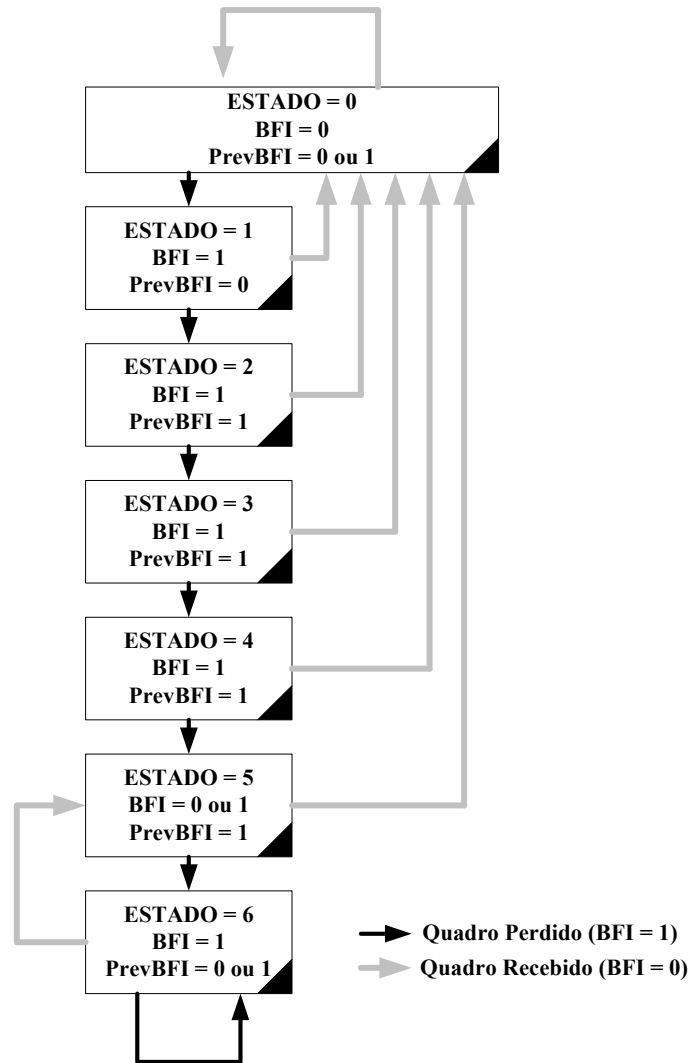 ESTADO = 0
BFI = 0
PrevBFI = 0 ou 1
ESTADO = 1
BFI = 1
PrevBFI = 0
ESTADO = 2
BFI = 1
PrevBFI = 1
ESTADO = 3
BFI = 1
PrevBFI = 1
ESTADO = 4
BFI = 1
PrevBFI = 1
ESTADO = 5
BFI = 0 ou 1
PrevBFI = 1
ESTADO = 6
BFI = 1
PrevBFI = 0 ou 1
Quadro Perdido (BFI = 1)
Quadro Recebido (BFI = 0)